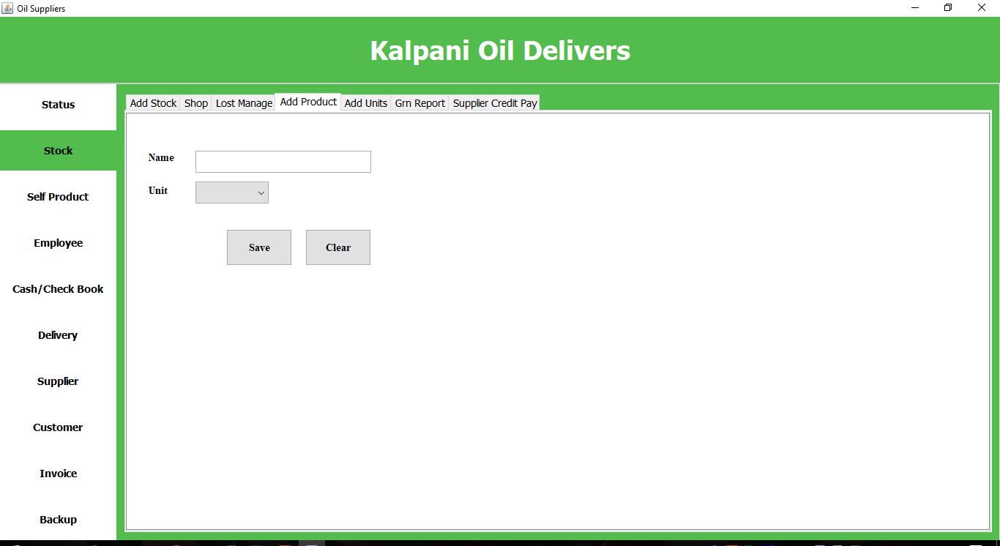 Oil Suppliers
Kalpani Oil Delivers
Status
Stock
Self Product
Employee
Cash/Check Book
Delivery
Supplier
Customer
Invoice
Backup
Add Stock Shop Lost Manage Add Product Add Units Grn Report Supplier Credit Pay
Name
Unit
Save Clear